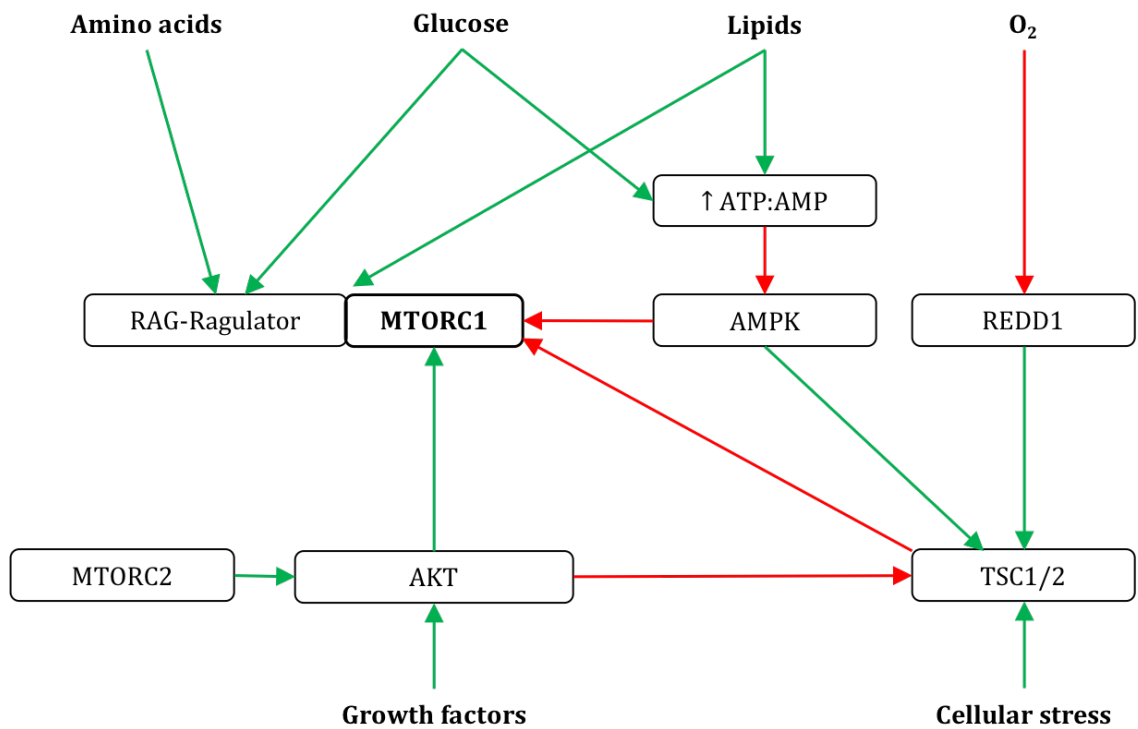 Amino acids
Glucose
Lipids
O₂
↑ATP:AMP
RAG-Ragulator
MTORC1
AMPK
REDD1
MTORC2
AKT
TSC1/2
Growth factors
Cellular stress